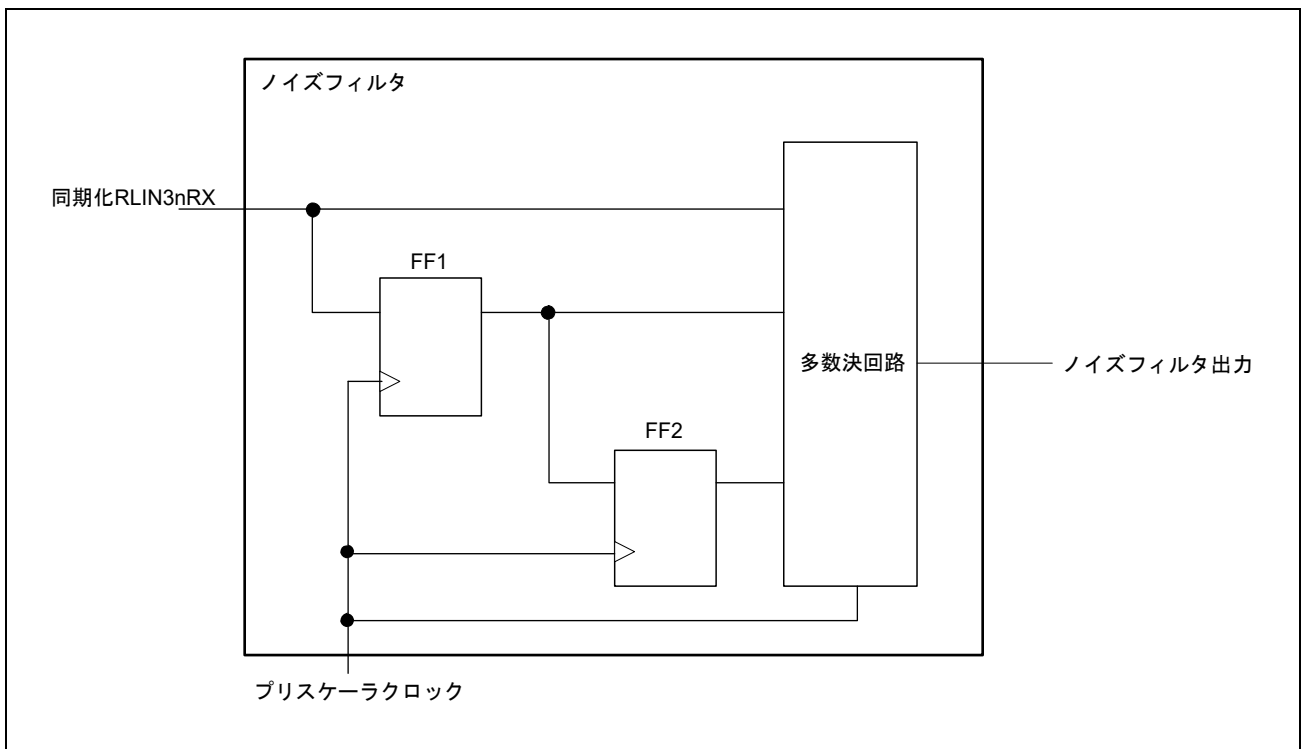 ノイズフィルタ
同期化RLIN3nRX
FF1
多数決回路
ノイズフィルタ出力
FF2
プリスケーラクロック